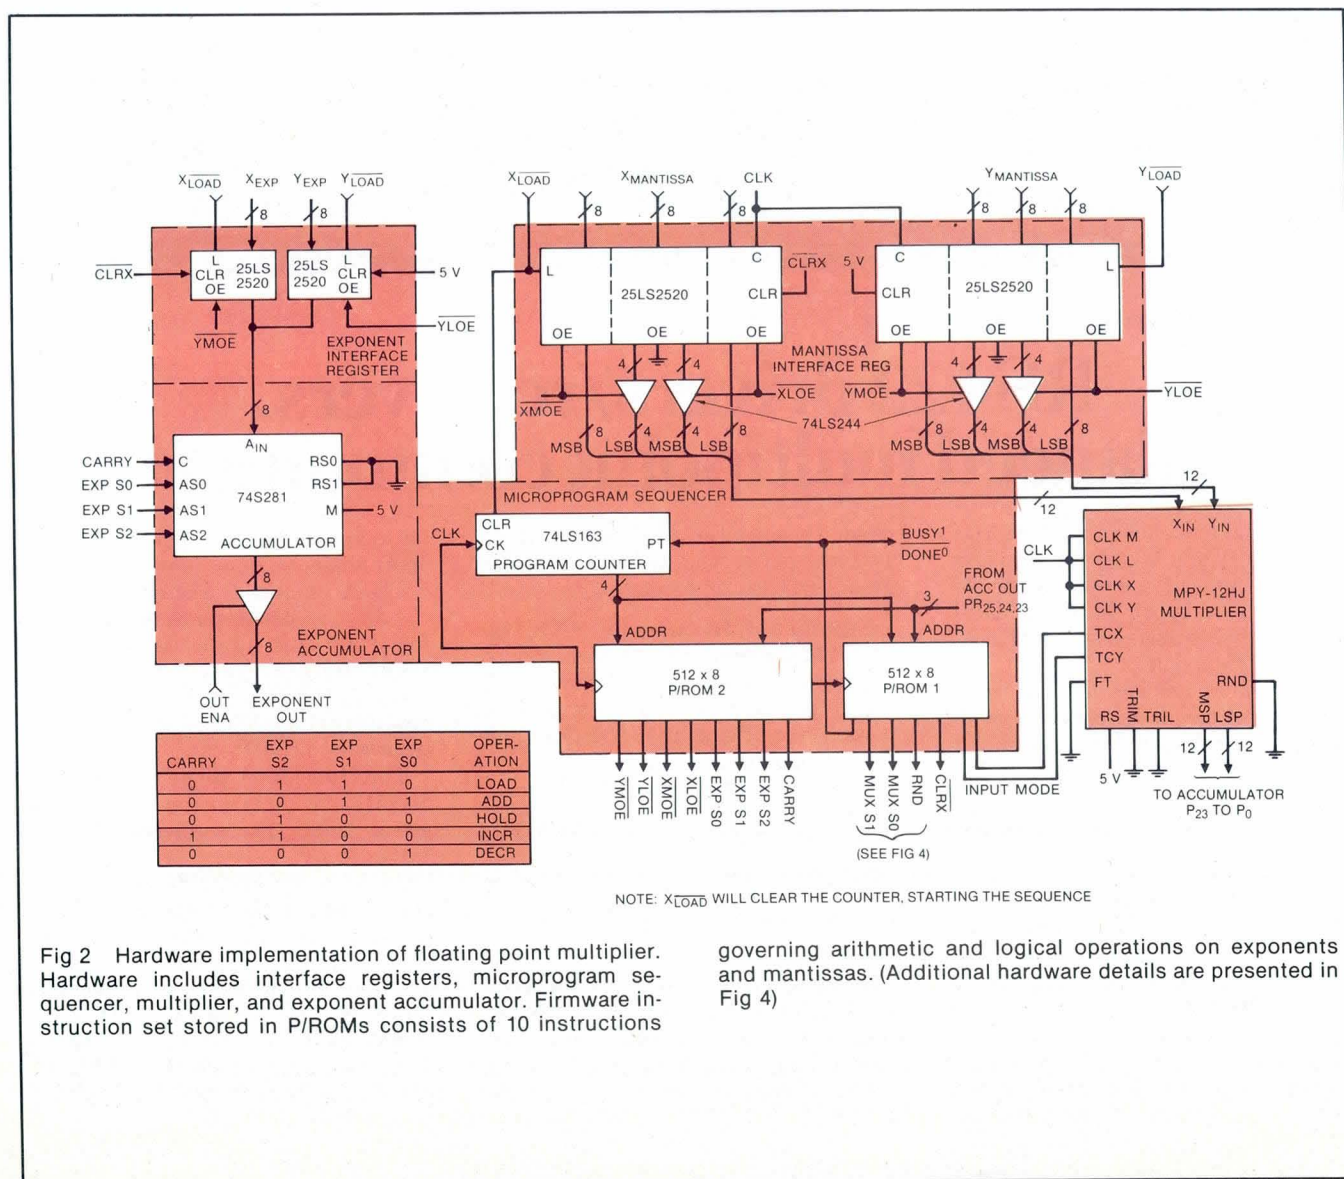 X_LOAD X_EXP Y_EXP Y_LOAD
8 8
CLRX
L CLR OE 25LS 2520
25LS 2520 L CLR OE
5 V
YMOE
YLOE
EXPONENT
INTERFACE
REGISTER
8
CARRY
EXP S0
EXP S1
EXP S2
A_IN
C
AS0
AS1
AS2
RS0
RS1
M
5 V
74S281
ACCUMULATOR
8
8
EXPONENT
ACCUMULATOR
OUT
ENA
EXPONENT
OUT
X_LOAD X_MANTISSA CLK Y_MANTISSA Y_LOAD
8 8 8 8 8 8
L 25LS2520 C
CLR
OE OE OE
CLRX
5 V
C 25LS2520 L
CLR
OE OE OE
4 4 4 4
MANTISSA
INTERFACE REG
XMOE XLOE YMOE YLOE
74LS244
8 4 4 8 8 4 4 8
MSB LSB MSB LSB MSB LSB MSB LSB
12
12
MICROPROGRAM SEQUENCER
CLK
CLR
CK 74LS163 PT
PROGRAM COUNTER
BUSY1
DONE0
4
3
FROM
ACC OUT
PR25,24,23
ADDR ADDR
512 x 8
P/ROM 2
512 x 8
P/ROM 1
YMOE
YLOE
XMOE
XLOE
EXP S0
EXP S1
EXP S2
CARRY
MUX S1
MUX S0
RND
CLRX
INPUT MODE
(SEE FIG 4)
X_IN Y_IN
CLK
CLK M
CLK L
CLK X
CLK Y
TCX
TCY
FT
MPY-12HJ
MULTIPLIER
RND
RS TRIM TRIL MSP LSP
5 V
12 12
TO ACCUMULATOR
P23 TO P0
CARRY EXP S2 EXP S1 EXP S0 OPER-ATION
0 1 1 0 LOAD
0 0 1 1 ADD
0 1 0 0 HOLD
1 1 0 0 INCR
0 0 0 1 DECR
NOTE: X_LOAD WILL CLEAR THE COUNTER, STARTING THE SEQUENCE
Fig 2 Hardware implementation of floating point multiplier.
Hardware includes interface registers, microprogram se-
quencer, multiplier, and exponent accumulator. Firmware in-
struction set stored in P/ROMs consists of 10 instructions
governing arithmetic and logical operations on exponents
and mantissas. (Additional hardware details are presented in
Fig 4)